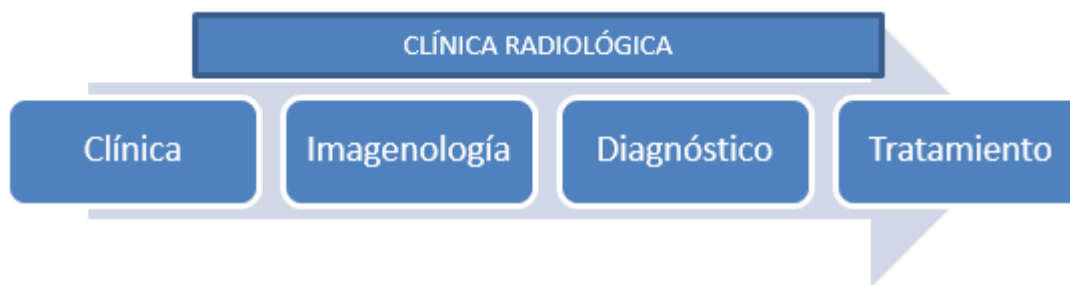 CLÍNICA RADIOLÓGICA
Clínica
Imagenología
Diagnóstico
Tratamiento